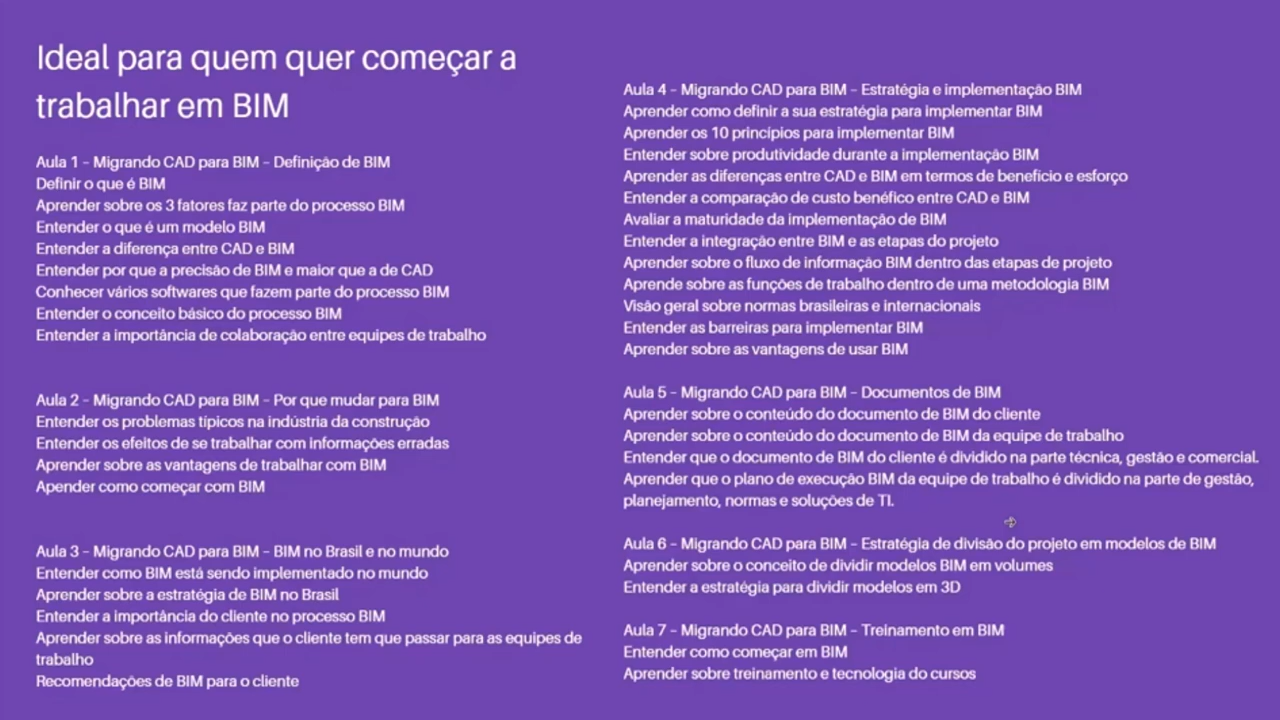 Ideal para quem quer começar a
trabalhar em BIM
Aula 1 – Migrando CAD para BIM – Definição de BIM
Definir o que é BIM
Aprender sobre os 3 fatores faz parte do processo BIM
Entender o que é um modelo BIM
Entender a diferença entre CAD e BIM
Entender por que a precisão de BIM e maior que a de CAD
Conhecer vários softwares que fazem parte do processo BIM
Entender o conceito básico do processo BIM
Entender a importância de colaboração entre equipes de trabalho
Aula 2 – Migrando CAD para BIM – Por que mudar para BIM
Entender os problemas típicos na indústria da construção
Entender os efeitos de se trabalhar com informações erradas
Aprender sobre as vantagens de trabalhar com BIM
Apender como começar com BIM
Aula 3 – Migrando CAD para BIM – BIM no Brasil e no mundo
Entender como BIM está sendo implementado no mundo
Aprender sobre a estratégia de BIM no Brasil
Entender a importância do cliente no processo BIM
Aprender sobre as informações que o cliente tem que passar para as equipes de
trabalho
Recomendações de BIM para o cliente
Aula 4 – Migrando CAD para BIM – Estratégia e implementação BIM
Aprender como definir a sua estratégia para implementar BIM
Aprender os 10 princípios para implementar BIM
Entender sobre produtividade durante a implementação BIM
Aprender as diferenças entre CAD e BIM em termos de benefício e esforço
Entender a comparação de custo benéfico entre CAD e BIM
Avaliar a maturidade da implementação de BIM
Entender a integração entre BIM e as etapas do projeto
Aprender sobre o fluxo de informação BIM dentro das etapas de projeto
Aprende sobre as funções de trabalho dentro de uma metodologia BIM
Visão geral sobre normas brasileiras e internacionais
Entender as barreiras para implementar BIM
Aprender sobre as vantagens de usar BIM
Aula 5 – Migrando CAD para BIM – Documentos de BIM
Aprender sobre o conteúdo do documento de BIM do cliente
Aprender sobre o conteúdo do documento de BIM da equipe de trabalho
Entender que o documento de BIM do cliente é dividido na parte técnica, gestão e comercial.
Aprender que o plano de execução BIM da equipe de trabalho é dividido na parte de gestão,
planejamento, normas e soluções de TI.
Aula 6 – Migrando CAD para BIM – Estratégia de divisão do projeto em modelos de BIM
Aprender sobre o conceito de dividir modelos BIM em volumes
Entender a estratégia para dividir modelos em 3D
Aula 7 – Migrando CAD para BIM – Treinamento em BIM
Entender como começar em BIM
Aprender sobre treinamento e tecnologia do cursos